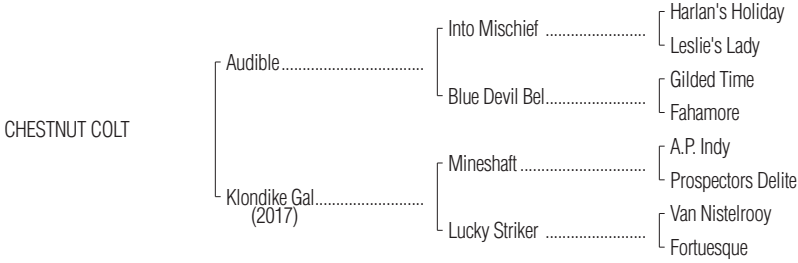 Harlan's Holiday
Into Mischief ........................
Leslie's Lady
Audible..................................
Gilded Time
Blue Devil Bel........................
Fahamore
CHESTNUT COLT
A.P. Indy
Mineshaft ..............................
Prospectors Delite
Klondike Gal..........................
(2017)
Van Nistelrooy
Lucky Striker ........................
Fortuesque